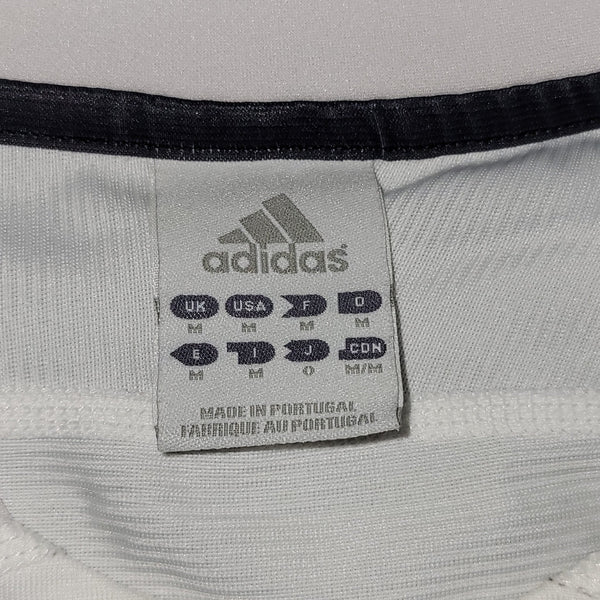 adidas
UK USA F D
M M M M
E I J CDN
M M O M/M
MADE IN PORTUGAL
FABRIQUE AU PORTUGAL